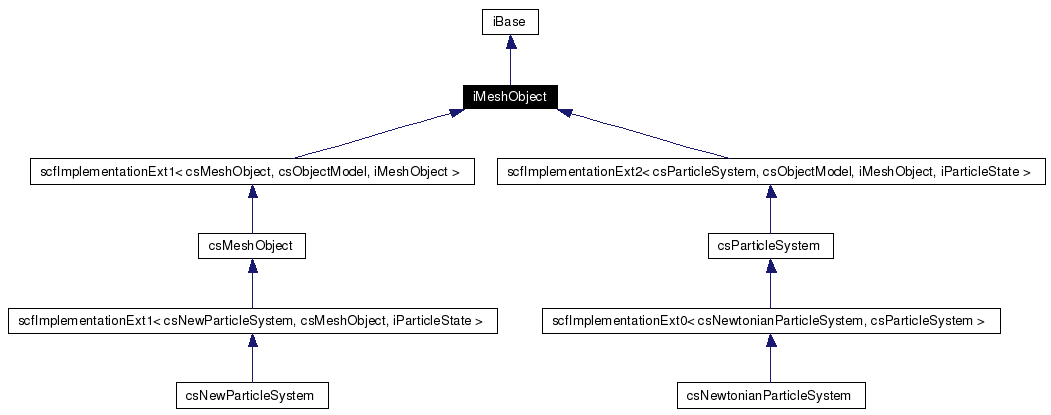 iBase
iMeshObject
scfImplementationExt1< csMeshObject, csObjectModel, iMeshObject >
scfImplementationExt2< csParticleSystem, csObjectModel, iMeshObject, iParticleState >
csMeshObject
csParticleSystem
scfImplementationExt1< csNewParticleSystem, csMeshObject, iParticleState >
scfImplementationExt0< csNewtonianParticleSystem, csParticleSystem >
csNewParticleSystem
csNewtonianParticleSystem